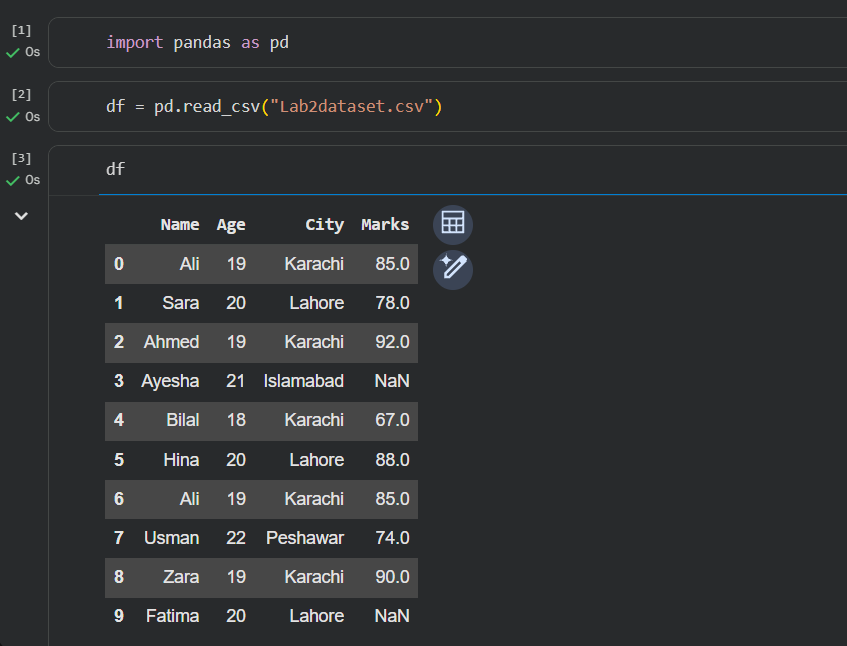 [1]
0s
import pandas as pd
[2]
0s
df = pd.read_csv("Lab2dataset.csv")
[3]
0s
df
Name Age City Marks
0 Ali 19 Karachi 85.0
1 Sara 20 Lahore 78.0
2 Ahmed 19 Karachi 92.0
3 Ayesha 21 Islamabad NaN
4 Bilal 18 Karachi 67.0
5 Hina 20 Lahore 88.0
6 Ali 19 Karachi 85.0
7 Usman 22 Peshawar 74.0
8 Zara 19 Karachi 90.0
9 Fatima 20 Lahore NaN